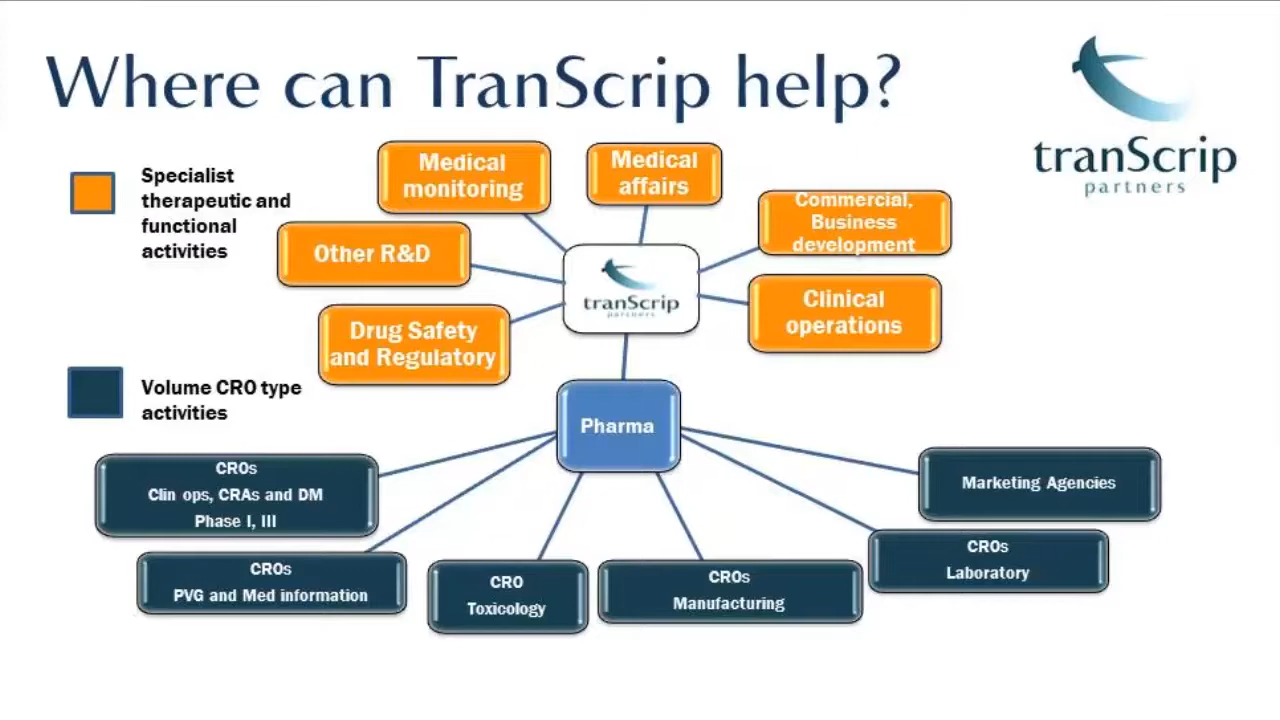 Where can TranScrip help?
tranScrip
partners
Specialist
therapeutic and
functional
activities
Medical
monitoring
Medical
affairs
Commercial,
Business
development
Other R&D
tranScrip
partners
Clinical
operations
Drug Safety
and Regulatory
Volume CRO type
activities
Pharma
CROs
Clin ops, CRAs and DM
Phase I, III
Marketing Agencies
CROs
PVG and Med information
CRO
Toxicology
CROs
Manufacturing
CROs
Laboratory